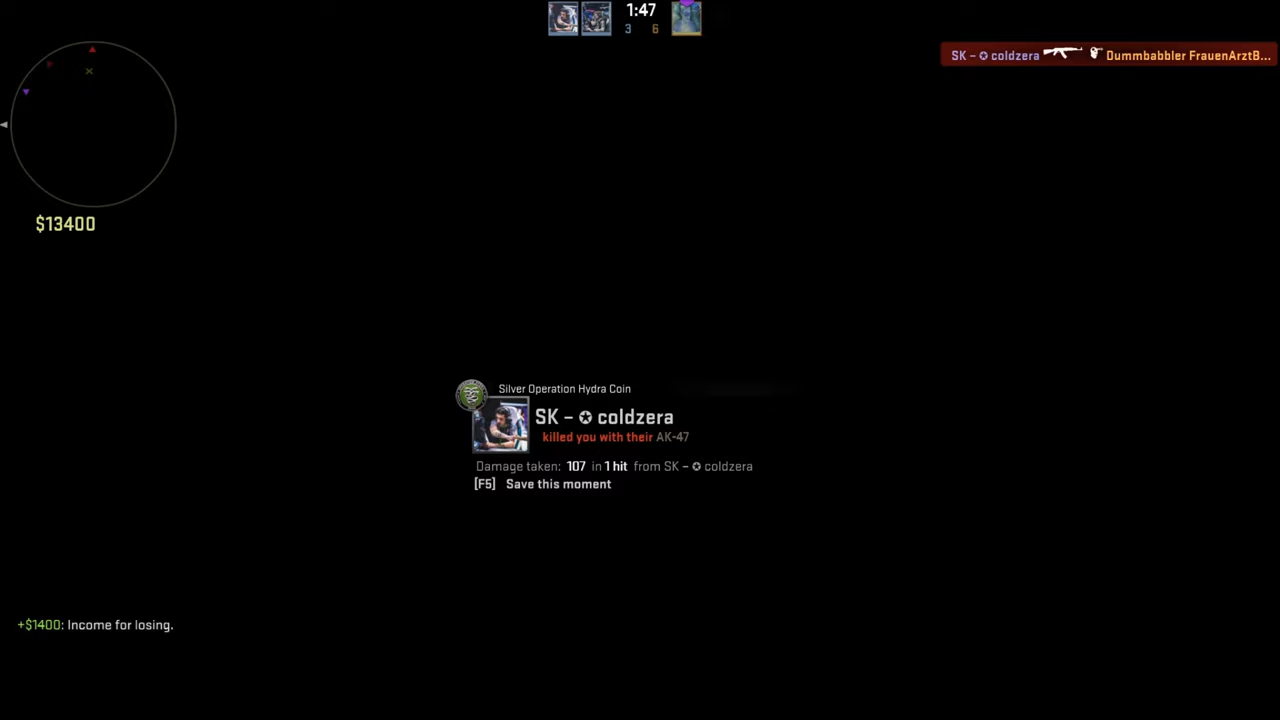 1:47
3 6
SK - ✪ coldzera Dummbabbler FrauenArztB...
$13400
Silver Operation Hydra Coin
SK - ✪ coldzera
killed you with their AK-47
Damage taken: 107 in 1 hit from SK - ✪ coldzera
[F5] Save this moment
+$1400: Income for losing.